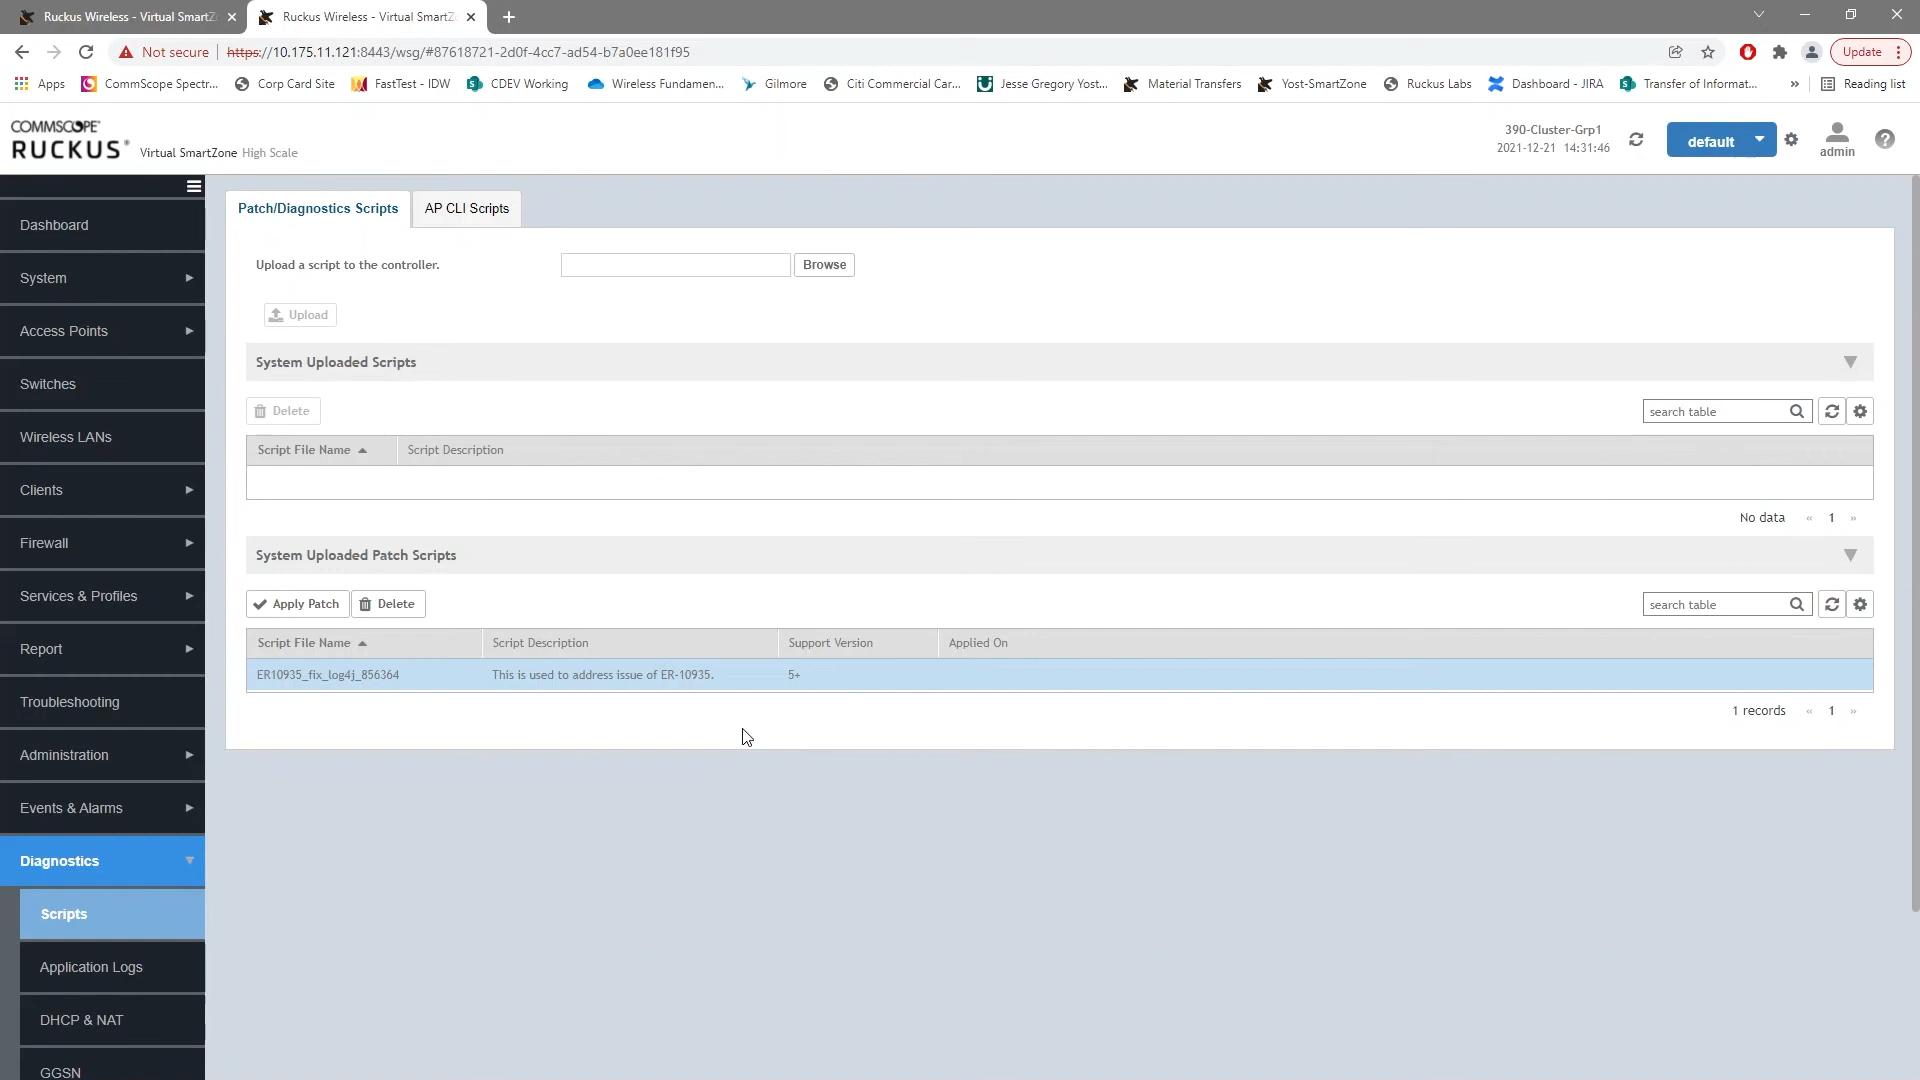 Ruckus Wireless - Virtual SmartZ
Ruckus Wireless - Virtual SmartZ
Not secure
https://10.175.11.121:8443/wsg/#87618721-2d0f-4cc7-ad54-b7a0ee181f95
Update
Apps
CommScope Spectr...
Corp Card Site
FastTest - IDW
CDEV Working
Wireless Fundamen...
Gilmore
Citi Commercial Car...
Jesse Gregory Yost...
Material Transfers
Yost-SmartZone
Ruckus Labs
Dashboard - JIRA
Transfer of Informat...
»
Reading list
COMMSCOPE
RUCKUS
Virtual SmartZone High Scale
390-Cluster-Grp1
2021-12-21 14:31:46
default
admin
?
Dashboard
System
Access Points
Switches
Wireless LANs
Clients
Firewall
Services & Profiles
Report
Troubleshooting
Administration
Events & Alarms
Diagnostics
Scripts
Application Logs
DHCP & NAT
GGSN
Patch/Diagnostics Scripts
AP CLI Scripts
Upload a script to the controller.
Browse
Upload
System Uploaded Scripts
Delete
search table
Script File Name
Script Description
No data « 1 »
System Uploaded Patch Scripts
Apply Patch
Delete
search table
Script File Name
Script Description
Support Version
Applied On
ER10935_fix_log4j_856364
This is used to address issue of ER-10935.
5+
1 records « 1 »